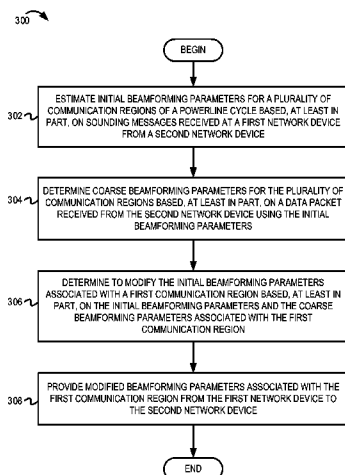 300
BEGIN
302
ESTIMATE INITIAL BEAMFORMING PARAMETERS FOR A PLURALITY OF
COMMUNICATION REGIONS OF A POWERLINE CYCLE BASED, AT LEAST IN
PART, ON SOUNDING MESSAGES RECEIVED AT A FIRST NETWORK DEVICE
FROM A SECOND NETWORK DEVICE
304
DETERMINE COARSE BEAMFORMING PARAMETERS FOR THE PLURALITY OF
COMMUNICATION REGIONS BASED, AT LEAST IN PART, ON A DATA PACKET
RECEIVED FROM THE SECOND NETWORK DEVICE USING THE INITIAL
BEAMFORMING PARAMETERS
306
DETERMINE TO MODIFY THE INITIAL BEAMFORMING PARAMETERS
ASSOCIATED WITH A FIRST COMMUNICATION REGION BASED, AT LEAST IN
PART, ON THE INITIAL BEAMFORMING PARAMETERS AND THE COARSE
BEAMFORMING PARAMETERS ASSOCIATED WITH THE FIRST
COMMUNICATION REGION
308
PROVIDE MODIFIED BEAMFORMING PARAMETERS ASSOCIATED WITH THE
FIRST COMMUNICATION REGION FROM THE FIRST NETWORK DEVICE TO
THE SECOND NETWORK DEVICE
END